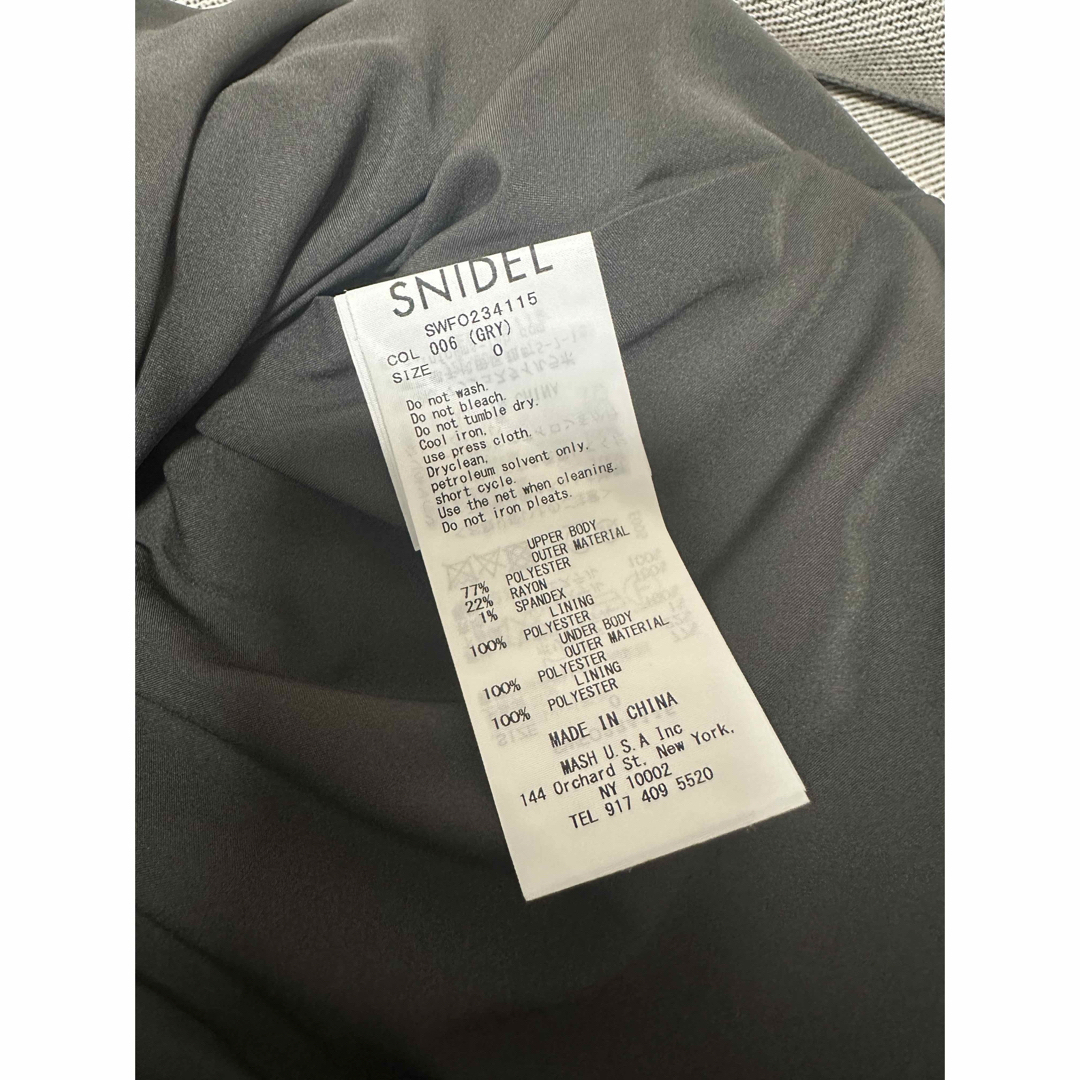 SNIDEL
SWFO234115
COL 006 (GRY)
SIZE 0
Do not wash.
Do not bleach.
Do not tumble dry.
Cool iron.
use press cloth.
Dryclean.
petroleum solvent only.
short cycle.
Use the net when cleaning.
Do not iron pleats.
UPPER BODY
OUTER MATERIAL
77% POLYESTER
22% RAYON
1% SPANDEX
LINING
100% POLYESTER
UNDER BODY
OUTER MATERIAL
100% POLYESTER
LINING
100% POLYESTER
MADE IN CHINA
MASH U.S.A Inc
144 Orchard St, New York,
NY 10002
TEL 917 409 5520